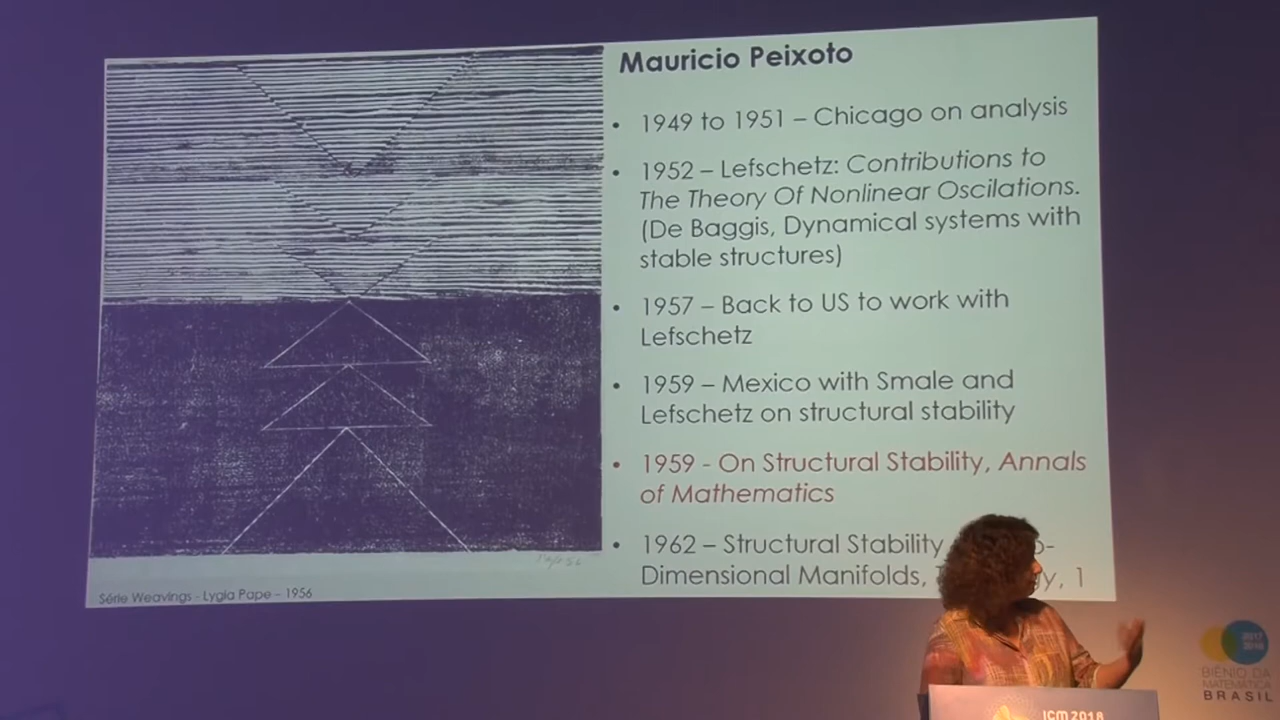 Mauricio Peixoto
• 1949 to 1951 – Chicago on analysis
• 1952 – Lefschetz: Contributions to
The Theory Of Nonlinear Oscilations.
(De Baggis, Dynamical systems with
stable structures)
• 1957 – Back to US to work with
Lefschetz
• 1959 – Mexico with Smale and
Lefschetz on structural stability
• 1959 - On Structural Stability, Annals
of Mathematics
• 1962 – Structural Stability
Dimensional Manifolds, 1
Série Weavings - Lygia Pape – 1956
2017
2018
BIÊNIO DA
MATEMÁTICA
BRASIL
ICM 2018